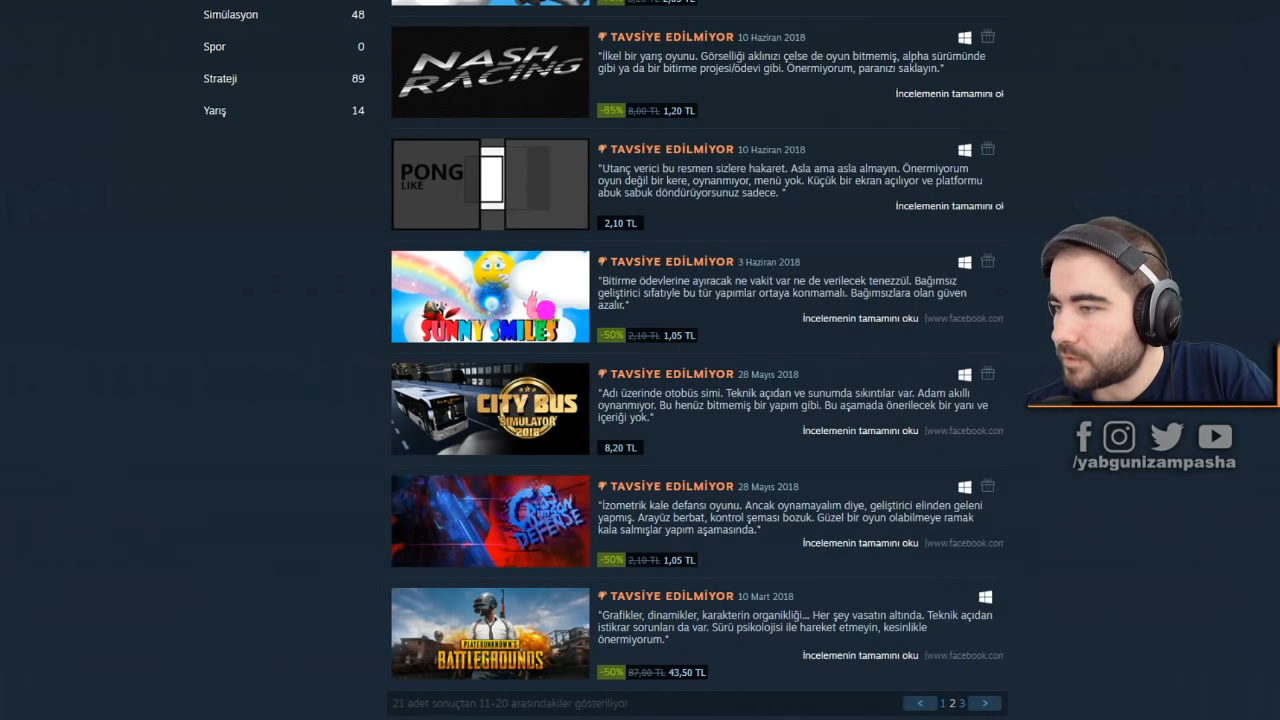 Simülasyon 48
Spor 0
Strateji 89
Yarış 14
NASH RACING
TAVSİYE EDİLMİYOR 10 Haziran 2018
"İlkel bir yarış oyunu. Görselliği aklınızı çelse de oyun bitmemiş, alpha sürümünde
gibi ya da bir bitirme projesi/ödevi gibi. Önermiyorum, paranızı saklayın."
İncelemenin tamamını ok
-85% 8,00 TL 1,20 TL
PONG
LIKE
TAVSİYE EDİLMİYOR 10 Haziran 2018
"Utanç verici bu resmen sizlere hakaret. Asla ama asla almayın. Önermiyorum
oyun değil bir kere, oynanmıyor, menü yok. Küçük bir ekran açılıyor ve platformu
abuk sabuk döndürüyorsunuz sadece. "
İncelemenin tamamını ok
2,10 TL
SUNNY SMILES
TAVSİYE EDİLMİYOR 3 Haziran 2018
"Bitirme ödevlerine ayıracak ne vakit var ne de verilecek tenezzül. Bağımsız
geliştirici sıfatıyle bu tür yapımlar ortaya konmamalı. Bağımsızlara olan güven
azalır."
İncelemenin tamamını oku |www.facebook.com
-50% 2,10 TL 1,05 TL
CITY BUS
SIMULATOR
2018
TAVSİYE EDİLMİYOR 28 Mayıs 2018
"Adı üzerinde otobüs simi. Teknik açıdan ve sunumda sıkıntılar var. Adam akıllı
oynanmıyor. Bu henüz bitmemiş bir yapım gibi. Bu aşamada önerilecek bir yanı ve
içeriği yok."
İncelemenin tamamını oku |www.facebook.com
8,20 TL
DEFENSE
TAVSİYE EDİLMİYOR 28 Mayıs 2018
"İzometrik kale defansı oyunu. Ancak oynamayalım diye, geliştirici elinden geleni
yapmış. Arayüz berbat, kontrol şeması bozuk. Güzel bir oyun olabilmeye ramak
kala salmışlar yapım aşamasında."
İncelemenin tamamını oku |www.facebook.com
-50% 2,10 TL 1,05 TL
PLAYERUNKNOWN'S
BATTLEGROUNDS
TAVSİYE EDİLMİYOR 10 Mart 2018
"Grafikler, dinamikler, karakterin organikliği... Her şey vasatın altında. Teknik açıdan
istikrar sorunları da var. Sürü psikolojisi ile hareket etmeyin, kesinlikle
önermiyorum."
İncelemenin tamamını oku |www.facebook.com
-50% 87,00 TL 43,50 TL
21 adet sonuçtan 11-20 arasındakiler gösteriliyor
< 1 2 3 >
/yabgunizampasha